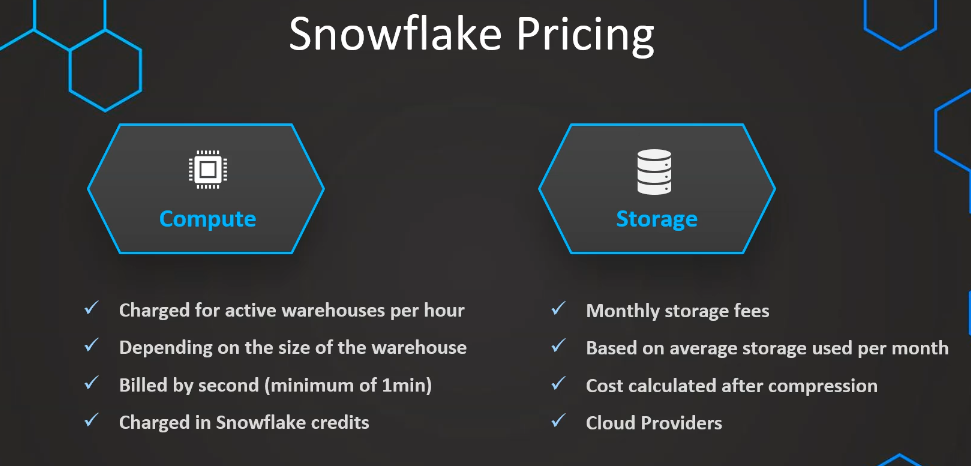 Snowflake Pricing
Compute
Charged for active warehouses per hour
Depending on the size of the warehouse
Billed by second (minimum of 1min)
Charged in Snowflake credits
Storage
Monthly storage fees
Based on average storage used per month
Cost calculated after compression
Cloud Providers